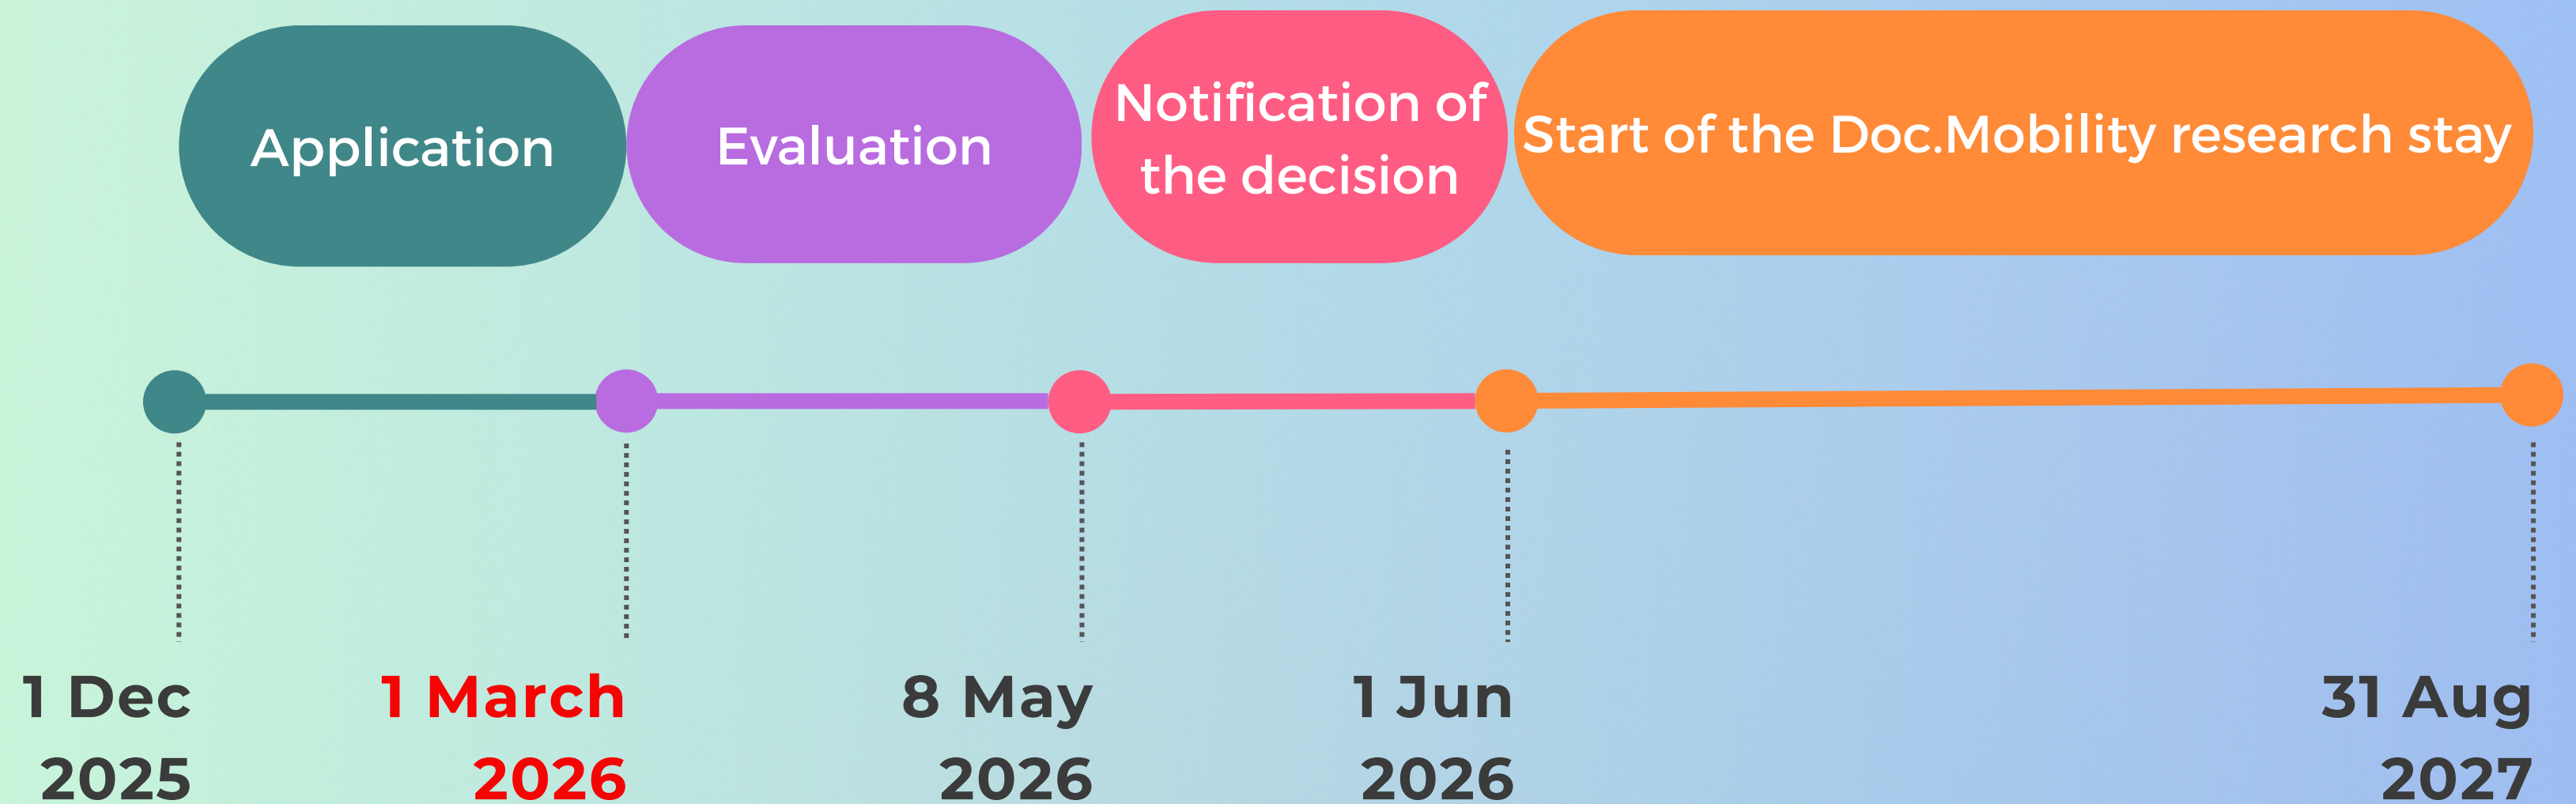 Application
Evaluation
Notification of
the decision
Start of the Doc.Mobility research stay
1 Dec
2025
1 March
2026
8 May
2026
1 Jun
2026
31 Aug
2027